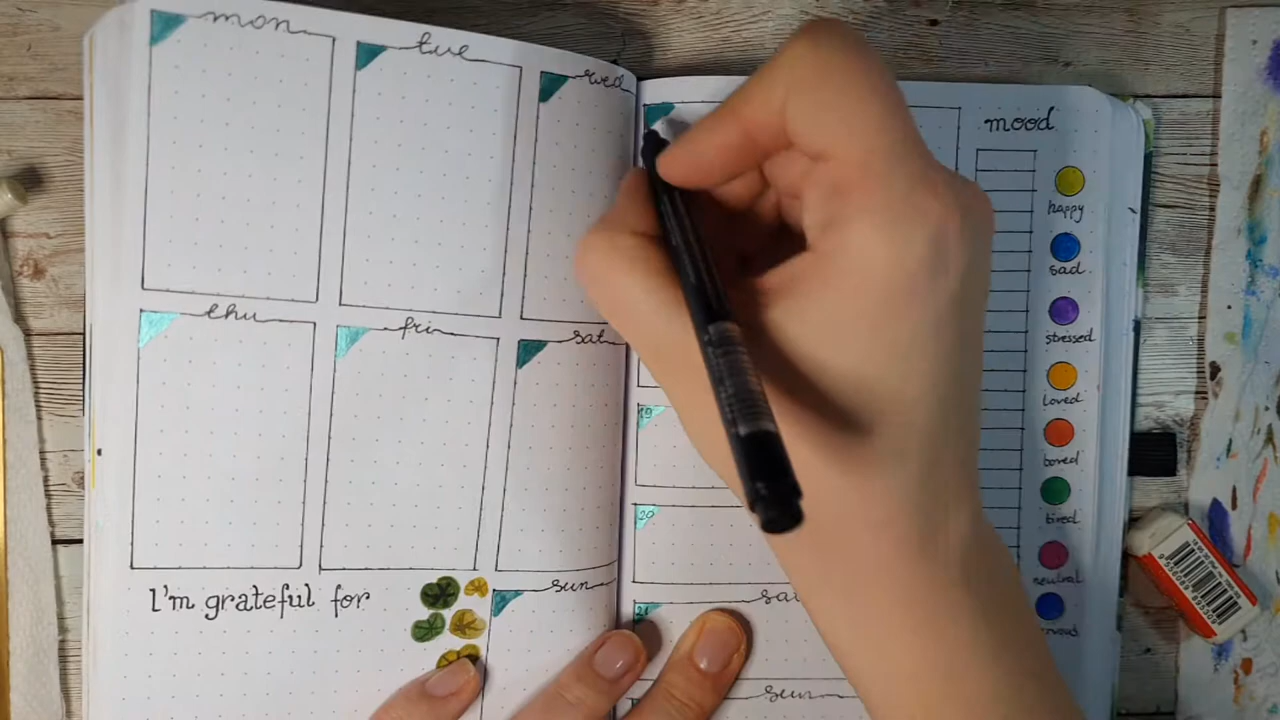 mon
tue
wed
thu
fri
sat
sun
I'm grateful for
19
20
21
sat
sun
mood
happy
sad
stressed
Loved
bored
tired
neutral